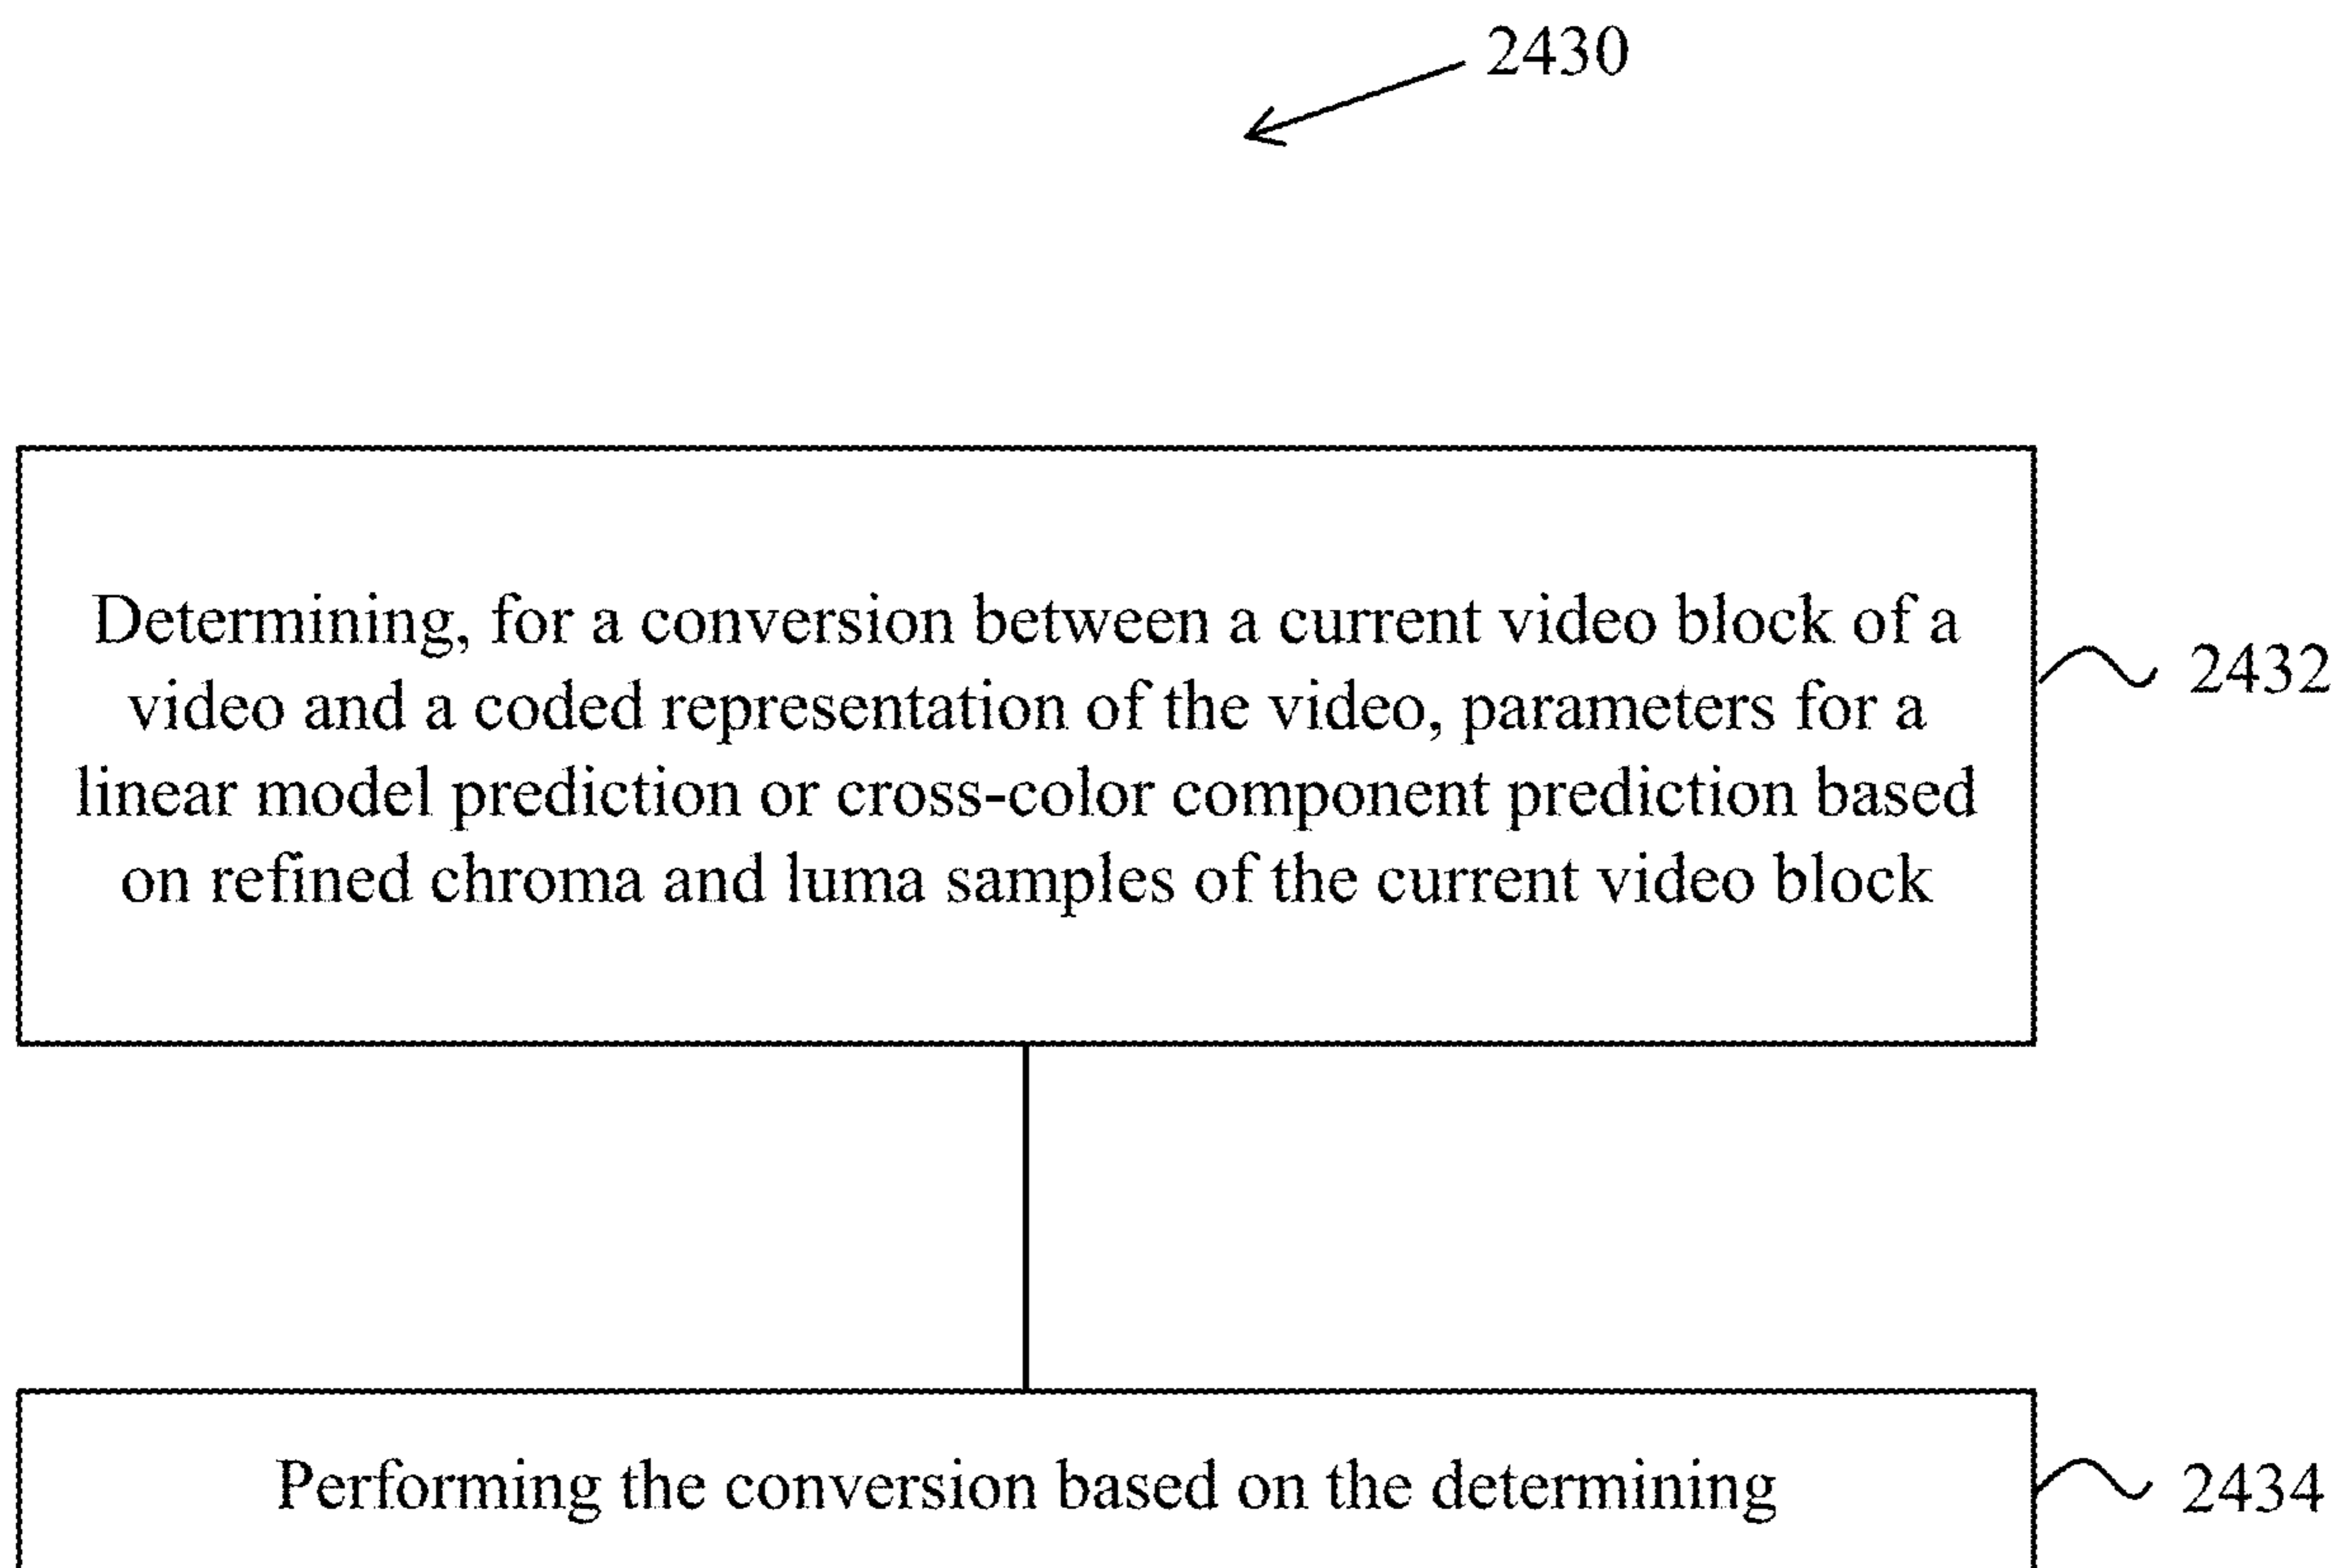 2430
Determining, for a conversion between a current video block of a
video and a coded representation of the video, parameters for a
linear model prediction or cross-color component prediction based
on refined chroma and luma samples of the current video block
2432
Performing the conversion based on the determining
2434